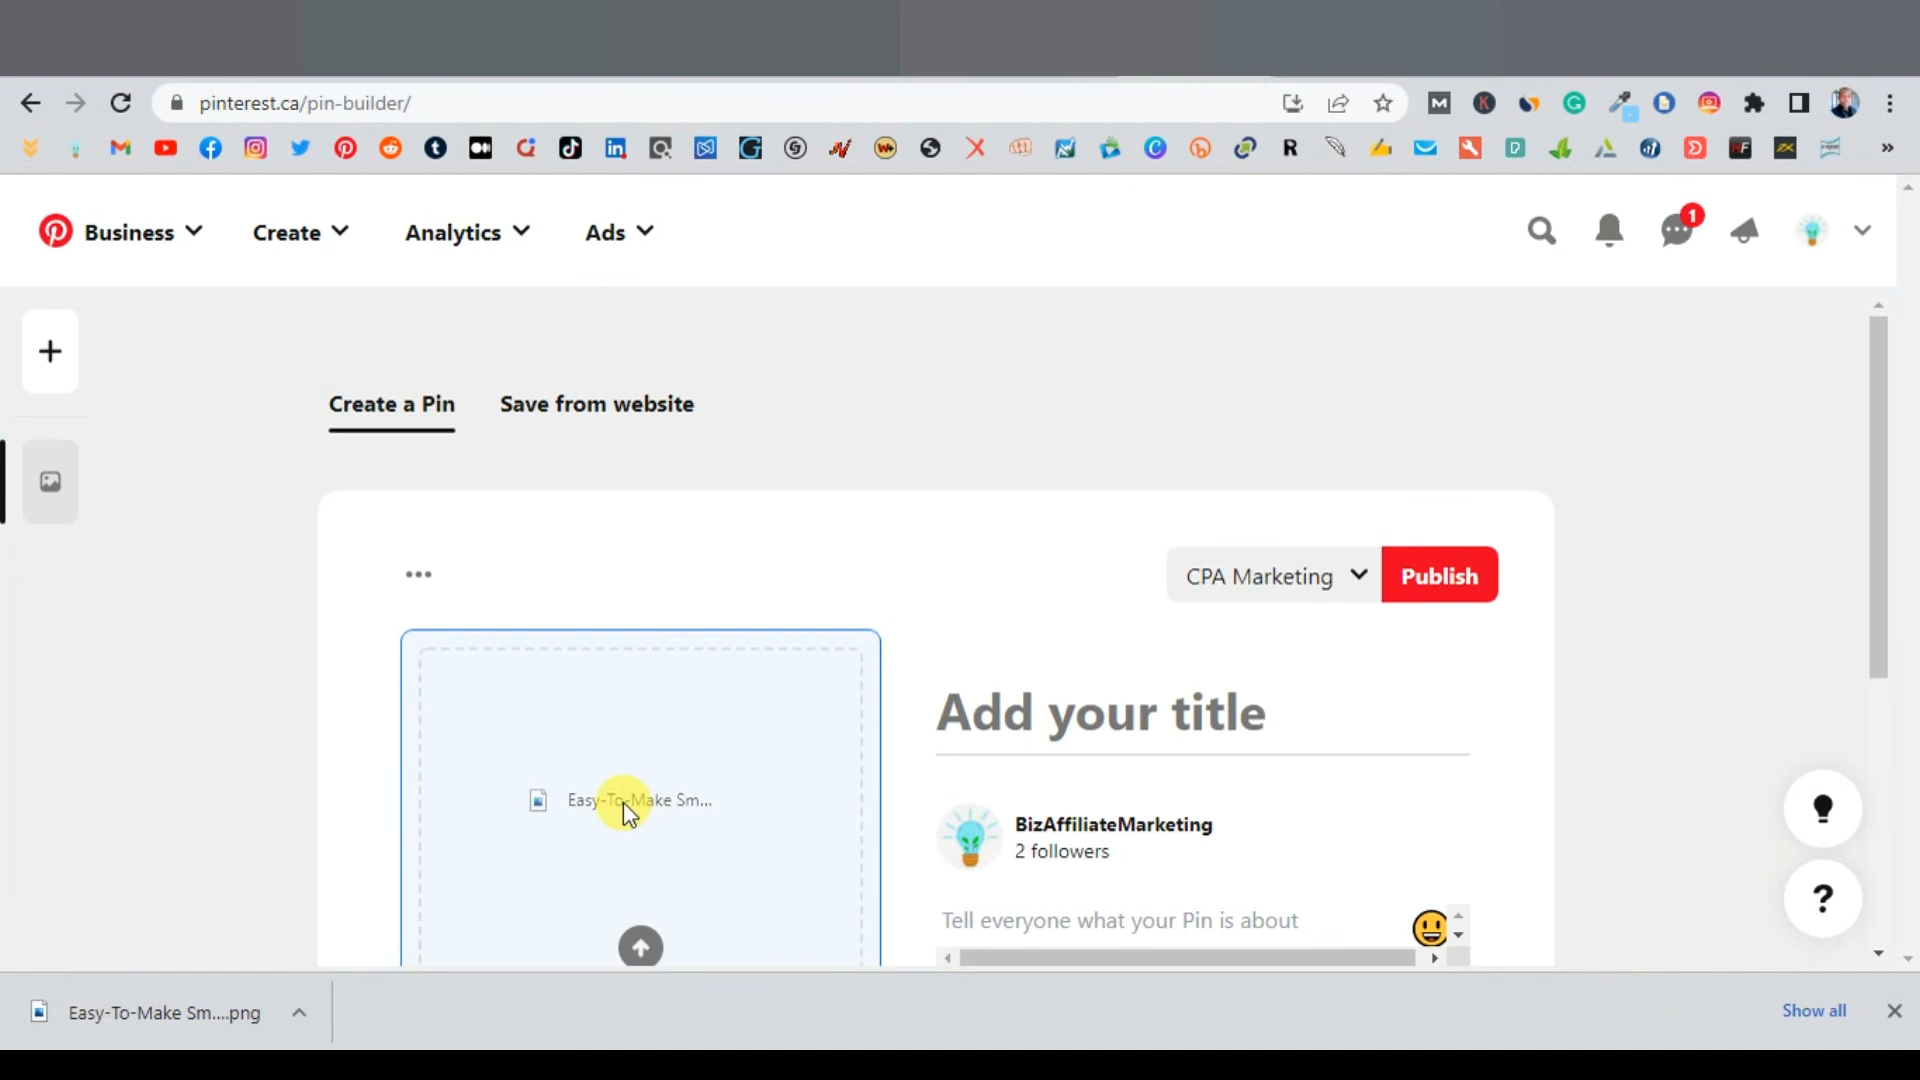 pinterest.ca/pin-builder/
Business
Create
Analytics
Ads
1
Create a Pin
Save from website
CPA Marketing
Publish
Easy-To-Make Sm...
Add your title
BizAffiliateMarketing
2 followers
Tell everyone what your Pin is about
?
Easy-To-Make Sm....png
Show all